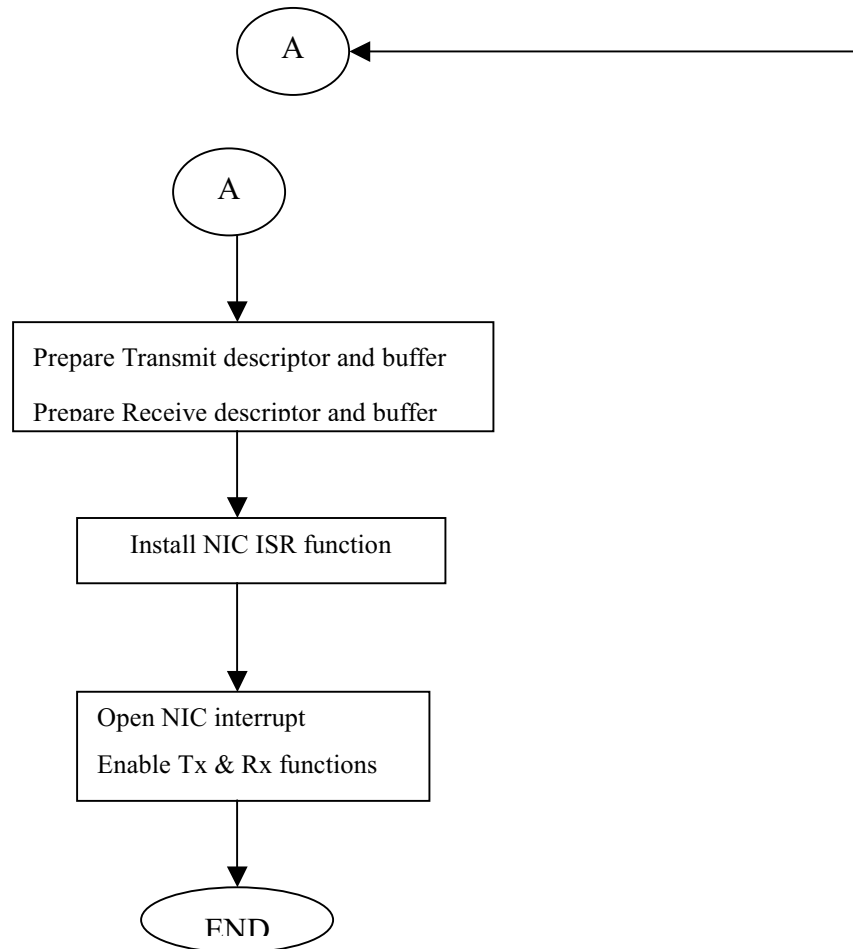 A
A
Prepare Transmit descriptor and buffer
Prepare Receive descriptor and buffer
Install NIC ISR function
Open NIC interrupt
Enable Tx & Rx functions
END